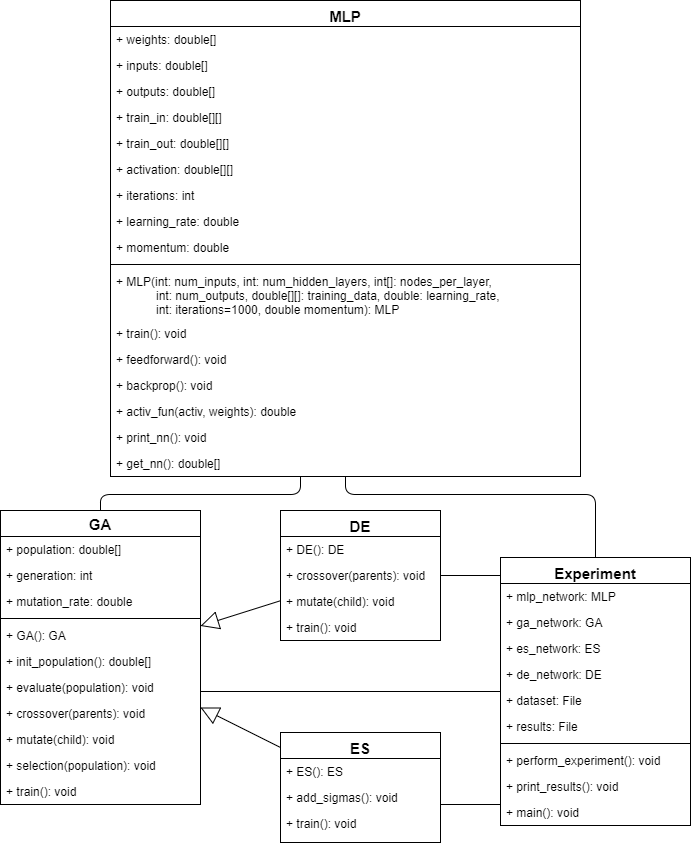 MLP
+ weights: double[]
+ inputs: double[]
+ outputs: double[]
+ train_in: double[][]
+ train_out: double[][]
+ activation: double[][]
+ iterations: int
+ learning_rate: double
+ momentum: double
+ MLP(int: num_inputs, int: num_hidden_layers, int[]: nodes_per_layer,
int: num_outputs, double[][]: training_data, double: learning_rate,
int: iterations=1000, double momentum): MLP
+ train(): void
+ feedforward(): void
+ backprop(): void
+ activ_fun(activ, weights): double
+ print_nn(): void
+ get_nn(): double[]
GA
+ population: double[]
+ generation: int
+ mutation_rate: double
+ GA(): GA
+ init_population(): double[]
+ evaluate(population): void
+ crossover(parents): void
+ mutate(child): void
+ selection(population): void
+ train(): void
DE
+ DE(): DE
+ crossover(parents): void
+ mutate(child): void
+ train(): void
ES
+ ES(): ES
+ add_sigmas(): void
+ train(): void
Experiment
+ mlp_network: MLP
+ ga_network: GA
+ es_network: ES
+ de_network: DE
+ dataset: File
+ results: File
+ perform_experiment(): void
+ print_results(): void
+ main(): void